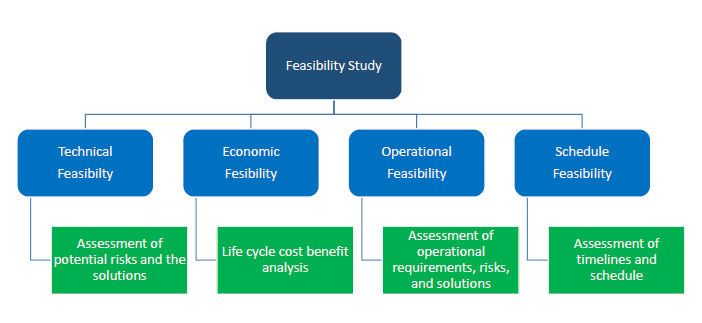 Feasibility Study
Technical
Feasibilty
Economic
Fesibility
Operational
Feasibility
Schedule
Feasibility
Assessment of
potential risks and the
solutions
Life cycle cost benefit
analysis
Assessment of
operational
requirements, risks,
and solutions
Assessment of
timelines and
schedule